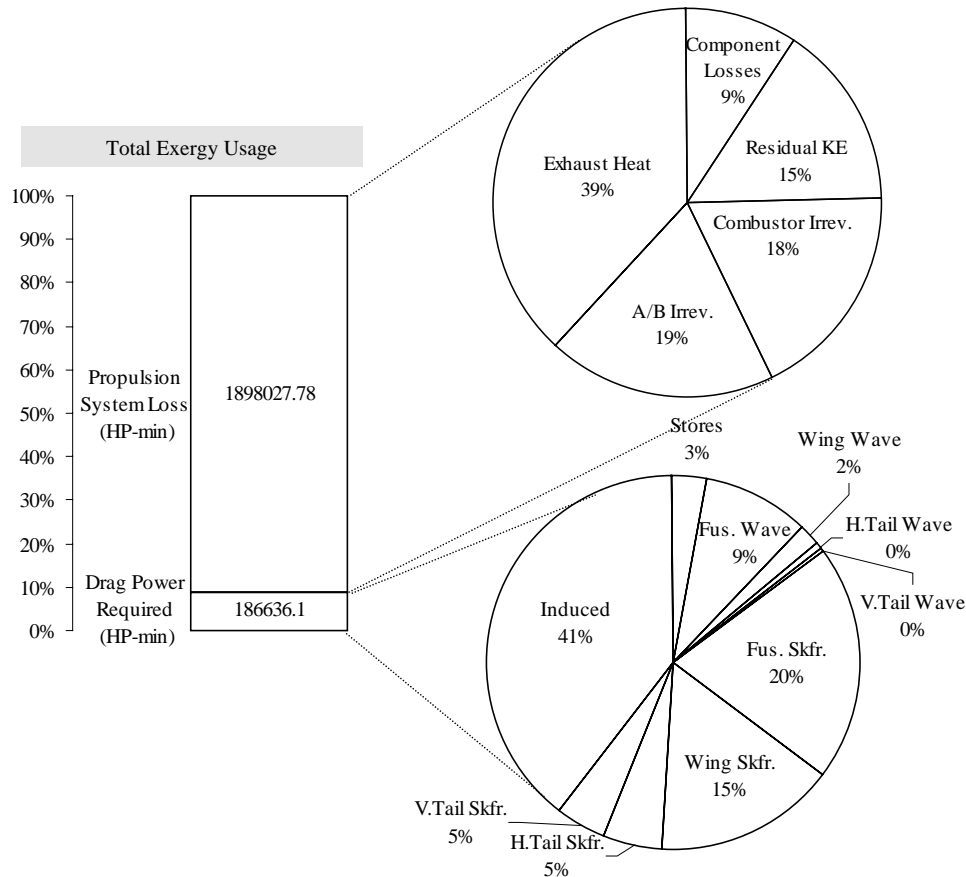 Total Exergy Usage
100%
90%
80%
70%
60%
50%
40%
30%
20%
10%
0%
Propulsion
System Loss
(HP-min)
1898027.78
Drag Power
Required
(HP-min)
186636.1
Component
Losses
9%
Residual KE
15%
Combustor Irrev.
18%
A/B Irrev.
19%
Exhaust Heat
39%
Stores
3%
Fus. Wave
9%
Wing Wave
2%
H.Tail Wave
0%
V.Tail Wave
0%
Fus. Skfr.
20%
Wing Skfr.
15%
H.Tail Skfr.
5%
V.Tail Skfr.
5%
Induced
41%